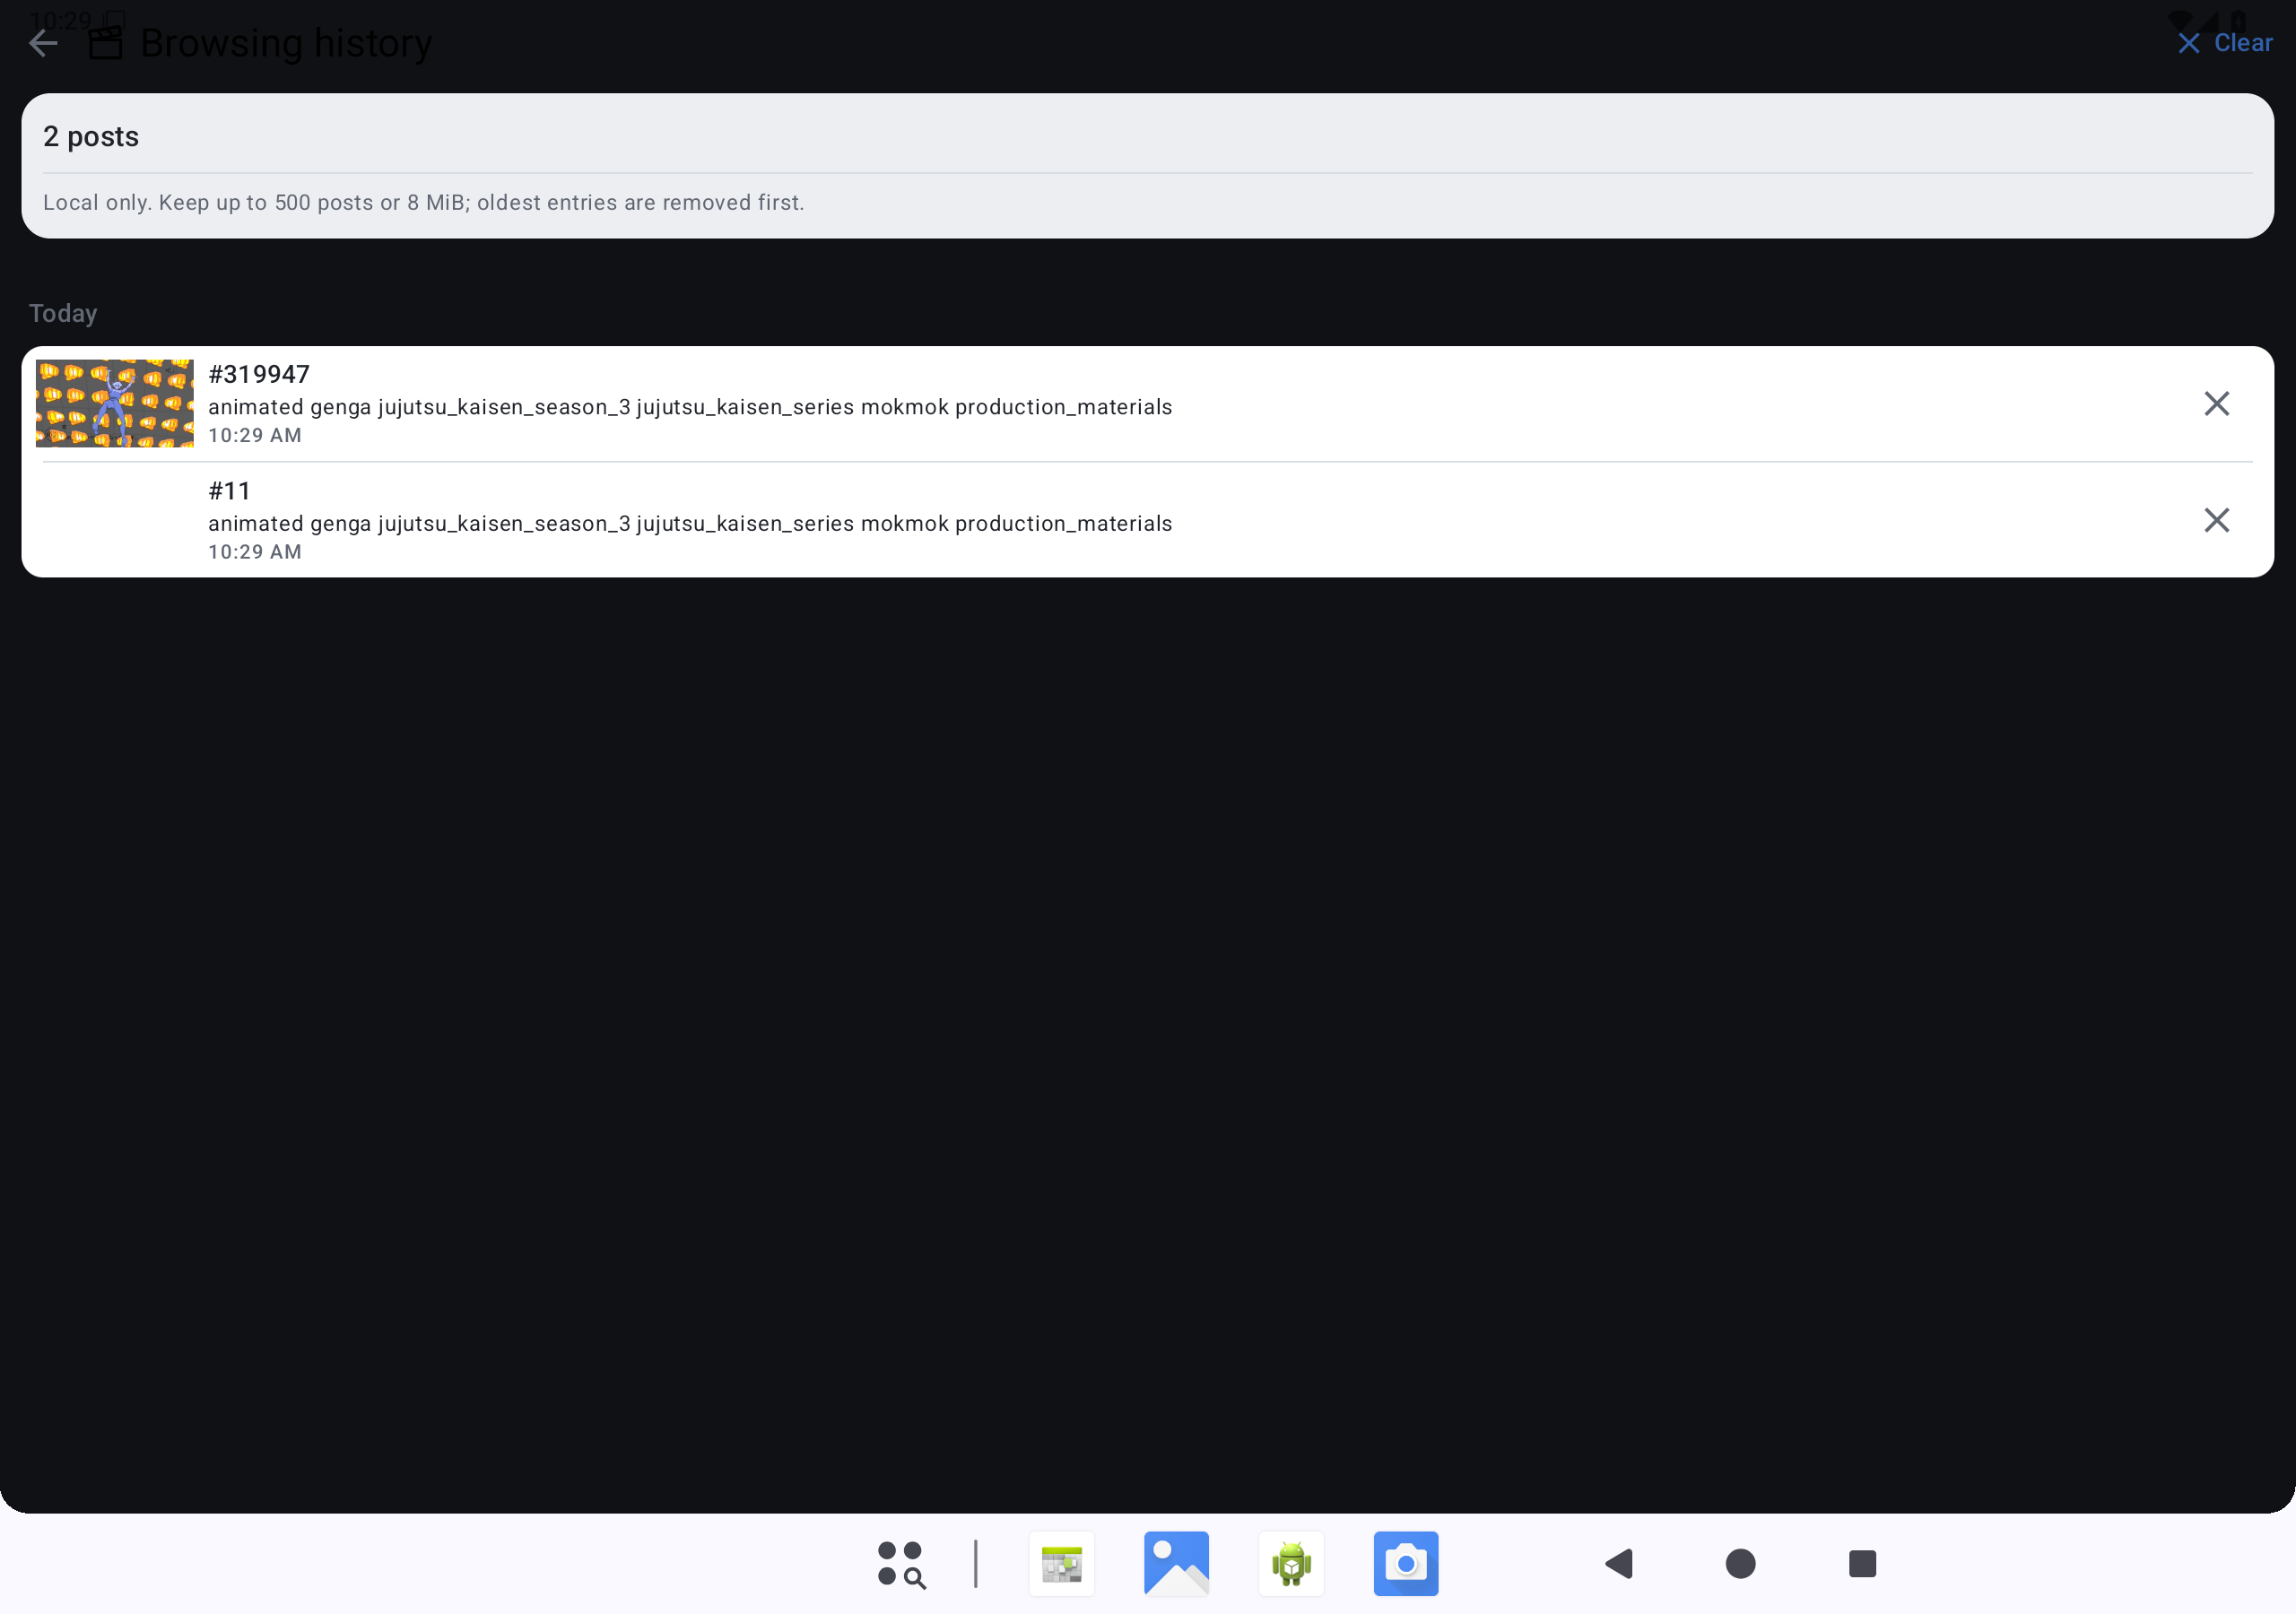 10:29
Browsing history
Clear
2 posts
Local only. Keep up to 500 posts or 8 MiB; oldest entries are removed first.
Today
#319947
animated genga jujutsu_kaisen_season_3 jujutsu_kaisen_series mokmok production_materials
10:29 AM
#11
animated genga jujutsu_kaisen_season_3 jujutsu_kaisen_series mokmok production_materials
10:29 AM